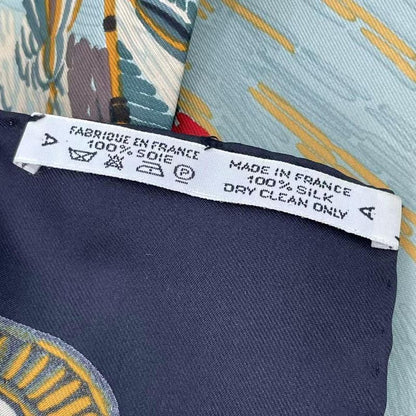 A
FABRIQUE EN FRANCE
100% SOIE
P
MADE IN FRANCE
100% SILK
DRY CLEAN ONLY
A